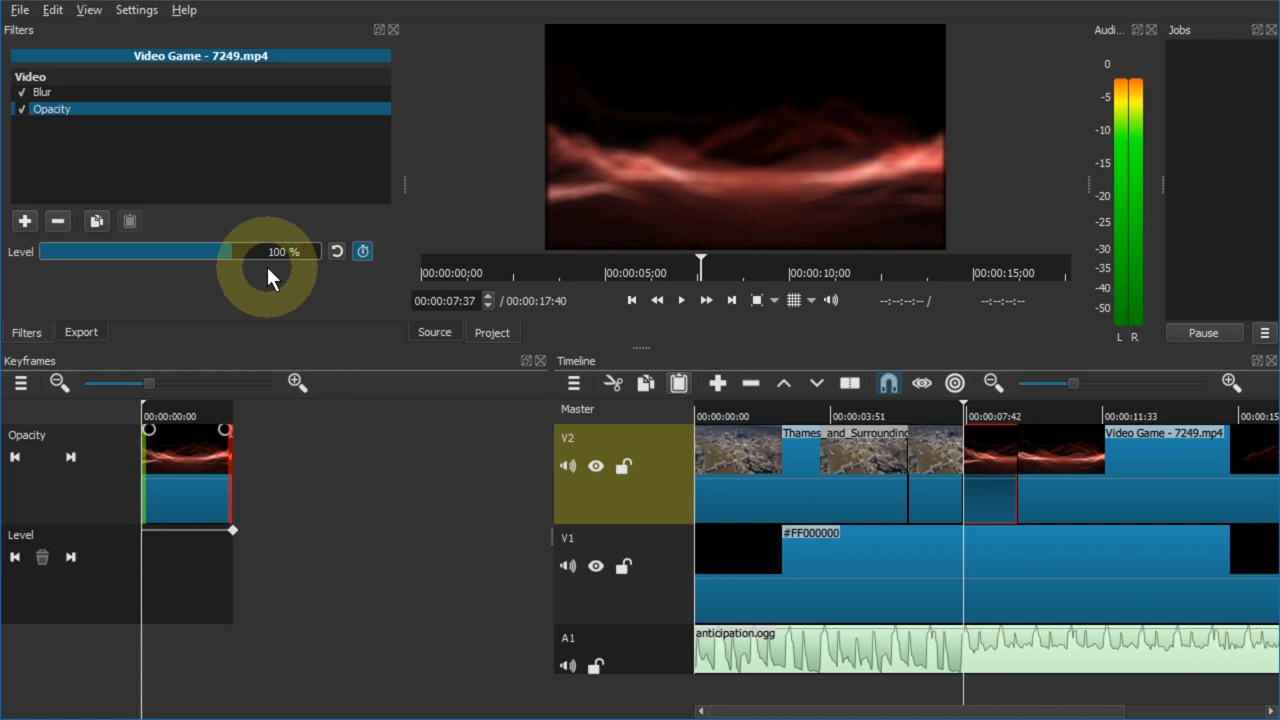 File Edit View Settings Help
Filters
Video Game - 7249.mp4
Video
✓ Blur
✓ Opacity
Level 100 %
Filters Export
Audi...
0
-5
-10
-15
-20
-25
-30
-35
-40
-50
L R
Jobs
Pause
00:00:00;00 00:00:05;00 00:00:10;00 00:00:15;00
00:00:07;37 / 00:00:17;40 --:--:--:-- / --:--:--:--
Source Project
Keyframes
00:00:00;00
Opacity
Level
Timeline
Master
00:00:00;00 00:00:03;51 00:00:07;42 00:00:11;33 00:00:15
V2
Thames_and_Surrounding
Video Game - 7249.mp4
V1
#FF000000
A1
anticipation.ogg